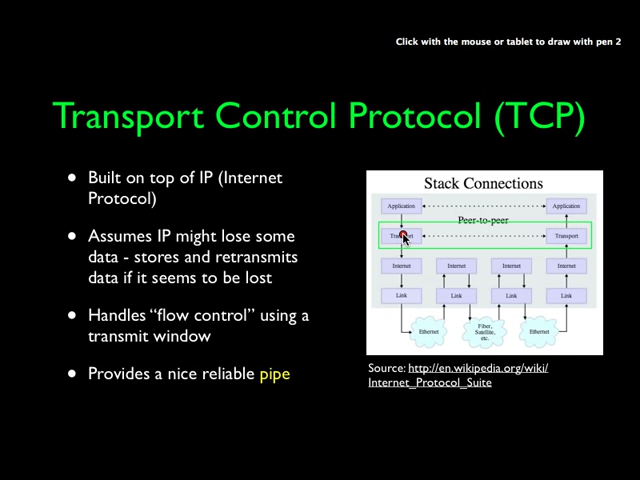 Click with the mouse or tablet to draw with pen 2
Transport Control Protocol (TCP)
• Built on top of IP (Internet
Protocol)
• Assumes IP might lose some
data - stores and retransmits
data if it seems to be lost
• Handles “flow control” using a
transmit window
• Provides a nice reliable pipe
Stack Connections
Application Application
Peer-to-peer
Transport
Internet Internet Internet Internet
Link Link Link Link
Ethernet Fiber, Satellite, etc. Ethernet
Source: http://en.wikipedia.org/wiki/
Internet_Protocol_Suite